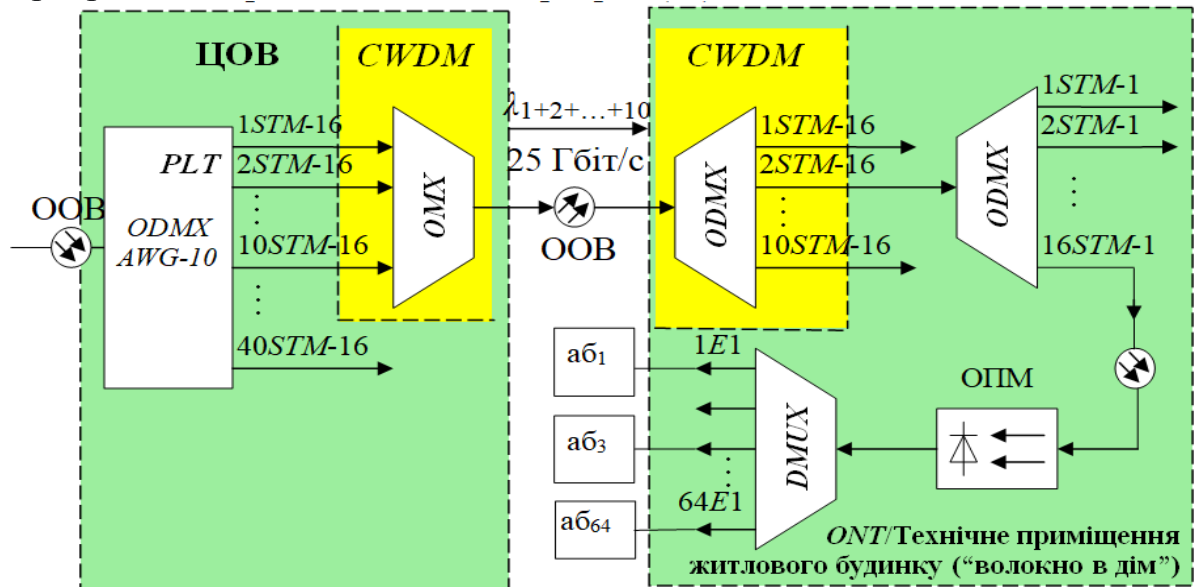 ЦОВ
CWDM
1STM-16
PLT
2STM-16
ООВ
ODMX
AWG-10
10STM-16
40STM-16
OMX
λ1+2+…+10
25 Гбіт/с
ООВ
CWDM
ODMX
1STM-16
2STM-16
10STM-16
ODMX
1STM-1
2STM-1
16STM-1
ОПМ
DMUX
1E1
64E1
аб1
аб3
аб64
ONT/Технічне приміщення
житлового будинку (“волокно в дім”)